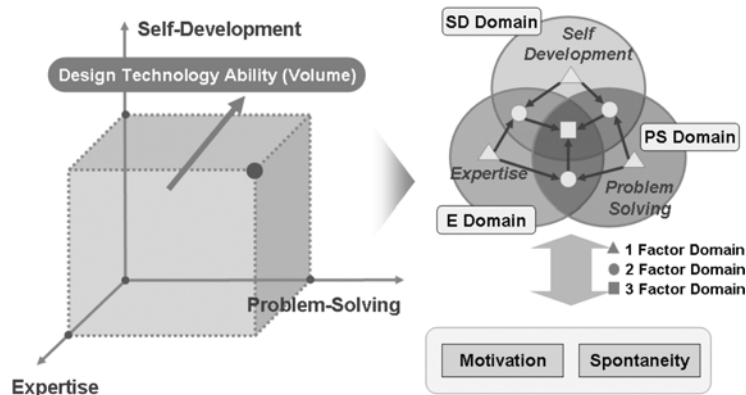 Self-Development
Design Technology Ability (Volume)
Problem-Solving
Expertise
SD Domain
Self
Development
PS Domain
Expertise
Problem
Solving
E Domain
1 Factor Domain
2 Factor Domain
3 Factor Domain
Motivation
Spontaneity